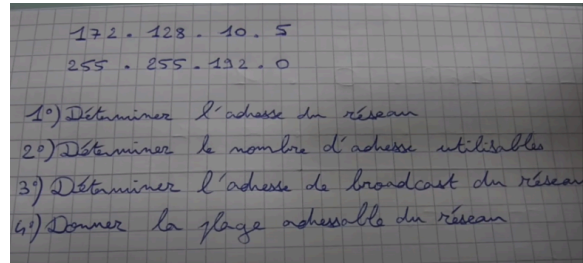 172 . 128 . 10 . 5
255 . 255 . 192 . 0
1°) Déterminer l'adresse du réseau
2°) Déterminer le nombre d'adresse utilisables
3°) Déterminer l'adresse de broadcast du réseau
4°) Donner la plage adressable du réseau